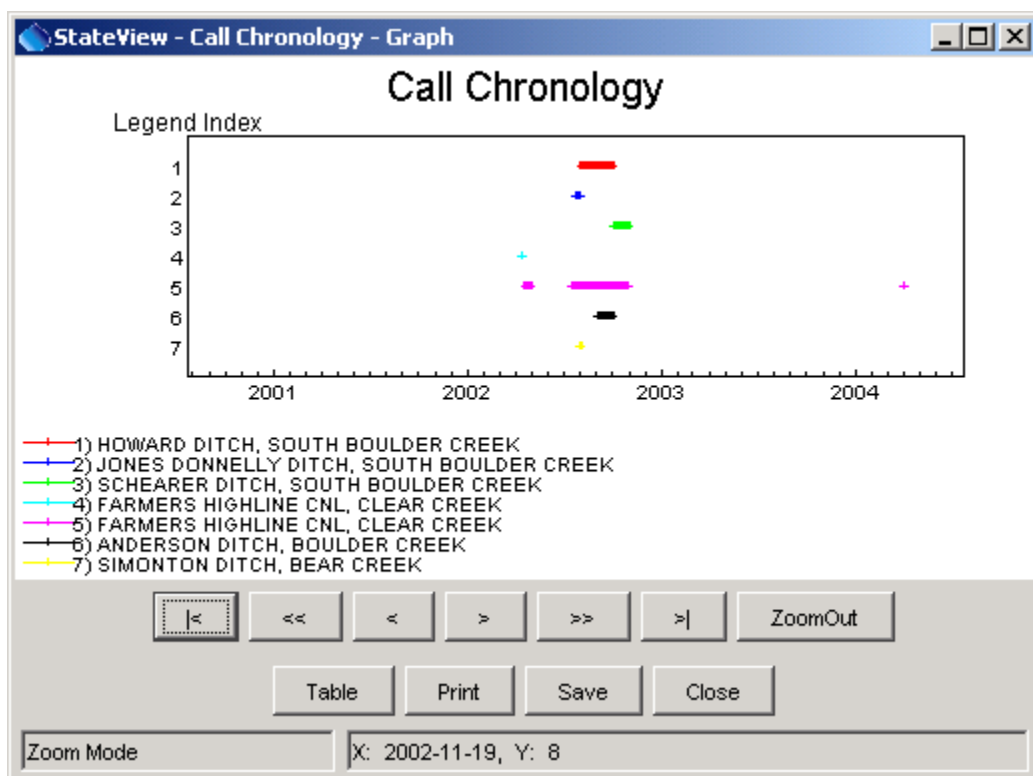 StateView - Call Chronology - Graph
Call Chronology
Legend Index
1
2
3
4
5
6
7
2001 2002 2003 2004
1) HOWARD DITCH, SOUTH BOULDER CREEK
2) JONES DONNELLY DITCH, SOUTH BOULDER CREEK
3) SCHEARER DITCH, SOUTH BOULDER CREEK
4) FARMERS HIGHLINE CNL, CLEAR CREEK
5) FARMERS HIGHLINE CNL, CLEAR CREEK
6) ANDERSON DITCH, BOULDER CREEK
7) SIMONTON DITCH, BEAR CREEK
|< << < > >> >| ZoomOut
Table Print Save Close
Zoom Mode X: 2002-11-19, Y: 8